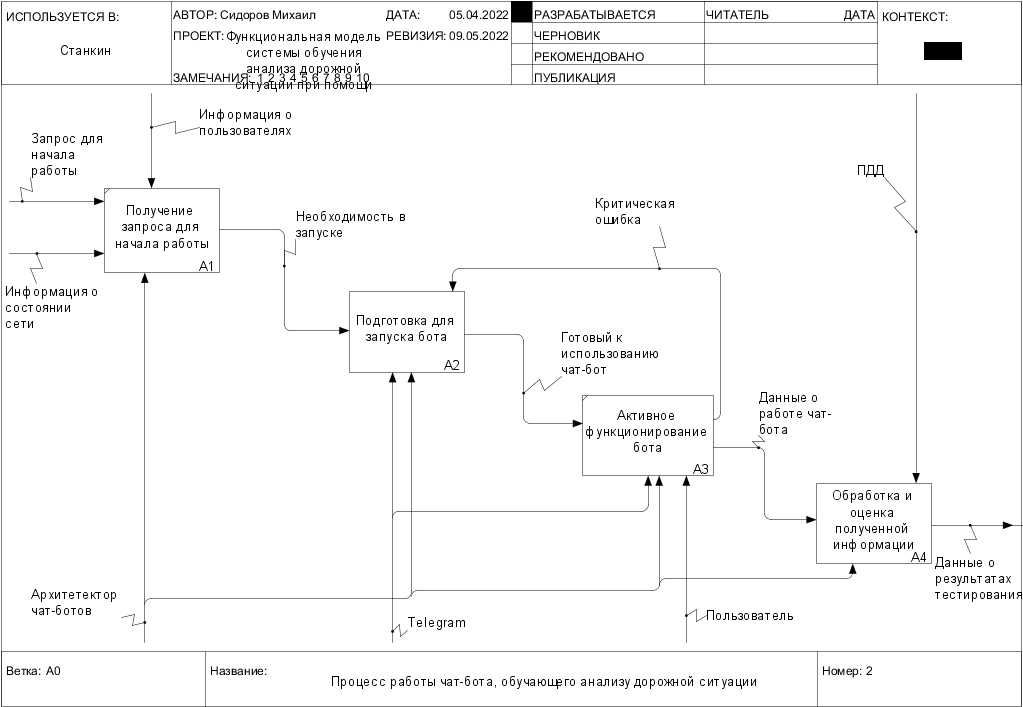 ИСПОЛЬЗУЕТСЯ В:
Станкин
АВТОР: Сидоров Михаил
ДАТА: 05.04.2022
ПРОЕКТ: Функциональная модель
системы обучения
анализа дорожной
ситуации при помощи
РЕВИЗИЯ: 09.05.2022
ЗАМЕЧАНИЯ: 1 2 3 4 5 6 7 8 9 10
РАЗРАБАТЫВАЕТСЯ
ЧЕРНОВИК
РЕКОМЕНДОВАНО
ПУБЛИКАЦИЯ
ЧИТАТЕЛЬ
ДАТА
КОНТЕКСТ:
Информация о
пользователях
Запрос для
начала
работы
ПДД
Получение
запроса для
начала работы
A1
Критическая
ошибка
Необходимость в
запуске
Информация о
состоянии
сети
Подготовка для
запуска бота
A2
Готовый к
использованию
чат-бот
Данные о
работе чат-
бота
Активное
функционирование
бота
A3
Обработка и
оценка
полученной
информации
A4
Данные о
результатах
тестирования
Архитетектор
чат-ботов
Telegram
Пользователь
Ветка: A0
Название:
Процесс работы чат-бота, обучающего анализу дорожной ситуации
Номер: 2